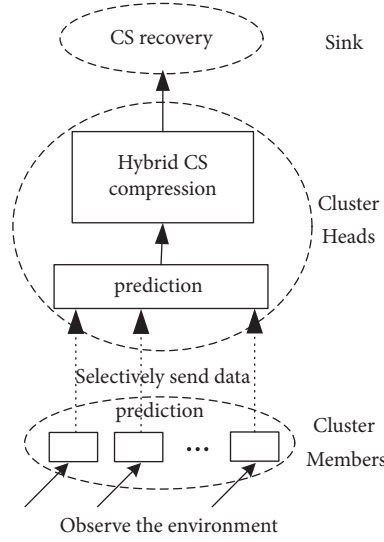 CS recovery
Sink
Hybrid CS
compression
Cluster
Heads
prediction
Selectively send data
prediction
...
Cluster
Members
Observe the environment